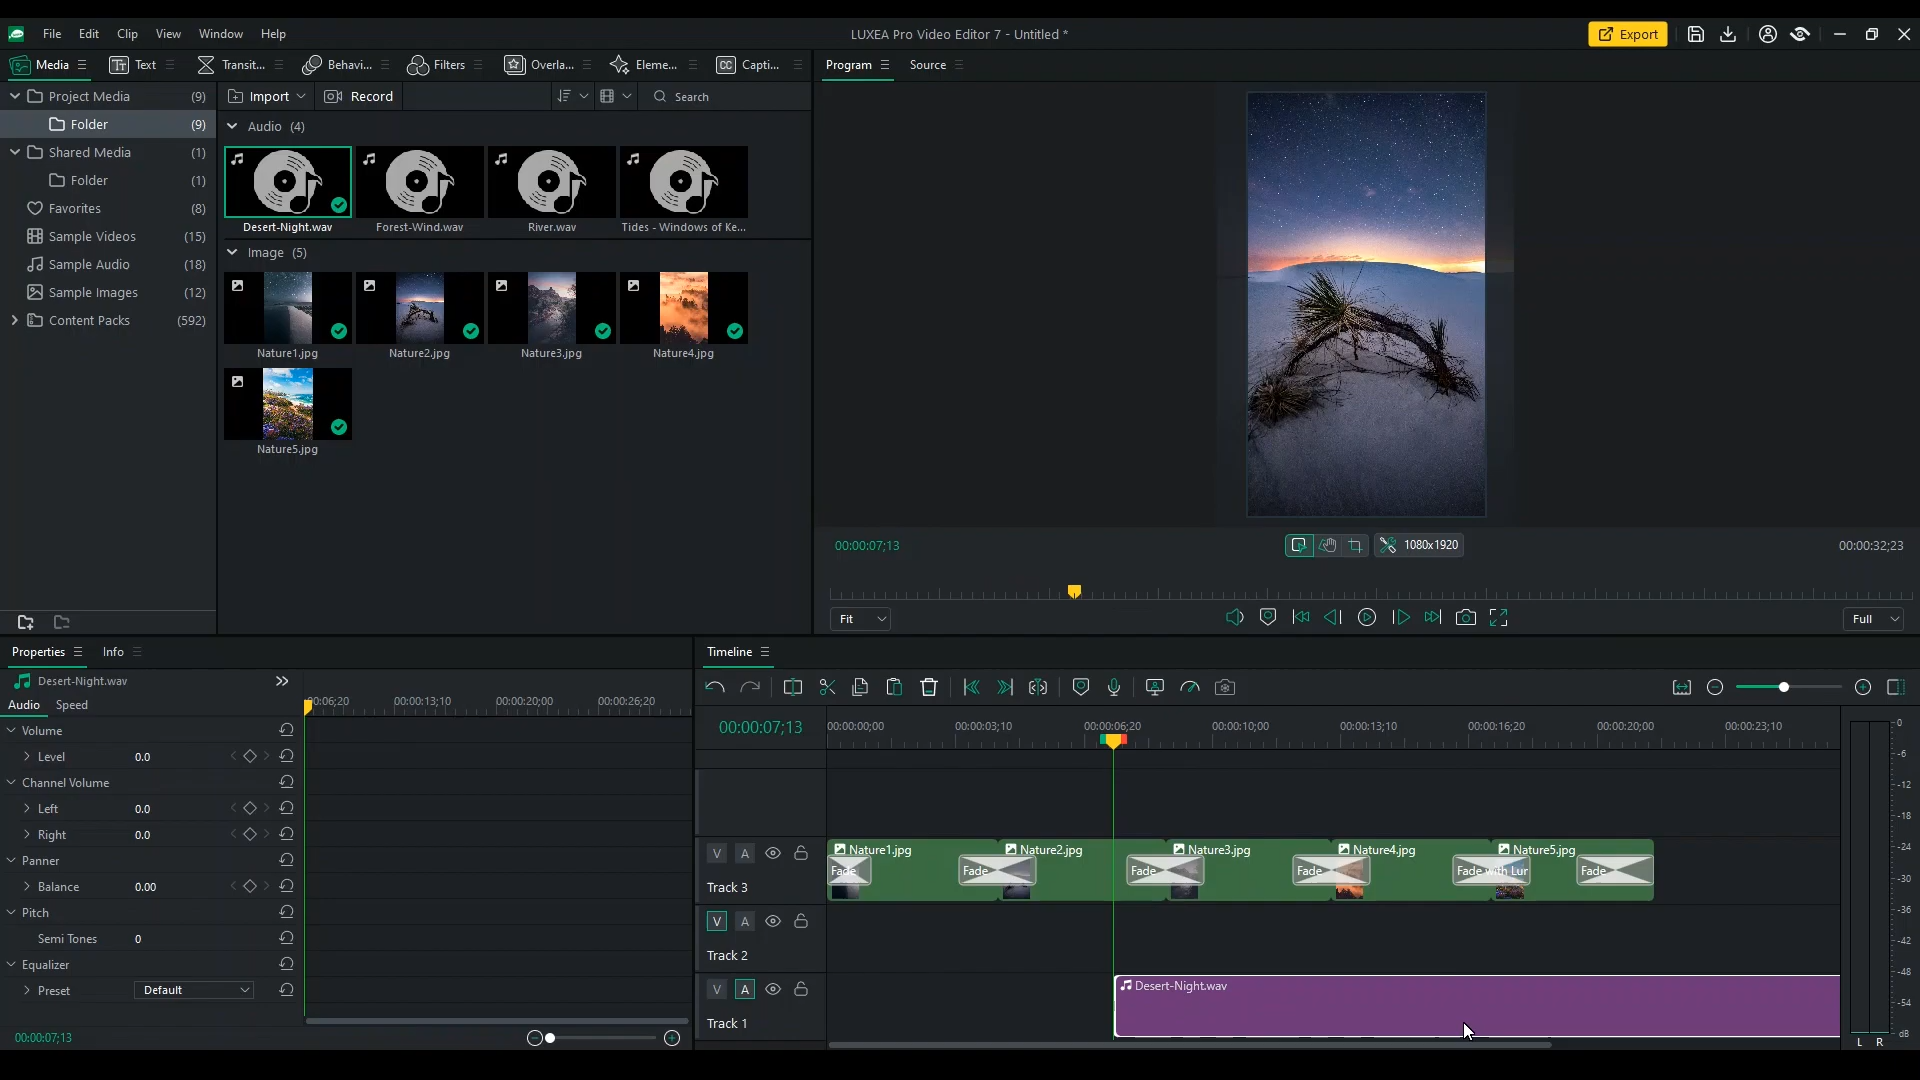 File Edit Clip View Window Help
LUXEA Pro Video Editor 7 - Untitled *
Export
Media Text Transit... Behavi... Filters Overla... Eleme... CC Capti...
Program Source
Project Media (9)
Folder (9)
Shared Media (1)
Folder (1)
Favorites (8)
Sample Videos (15)
Sample Audio (18)
Sample Images (12)
Content Packs (592)
Import Record Search
Audio (4)
Desert-Night.wav Forest-Wind.wav River.wav Tides - Windows of Ke...
Image (5)
Nature1.jpg Nature2.jpg Nature3.jpg Nature4.jpg
Nature5.jpg
00:00:07;13 1080x1920 00:00:32;23
Fit Full
Properties Info
Desert-Night.wav
Audio Speed
00:06;20 00:00:13;10 00:00:20;00 00:00:26;20
Volume
Level 0.0
Channel Volume
Left 0.0
Right 0.0
Panner
Balance 0.00
Pitch
Semi Tones 0
Equalizer
Preset Default
00:00:07;13
Timeline
00:00:07;13 00:00:00;00 00:00:03;10 00:00:06;20 00:00:10;00 00:00:13;10 00:00:16;20 00:00:20;00 00:00:23;10
V A
Track 3
Nature1.jpg Nature2.jpg Nature3.jpg Nature4.jpg Nature5.jpg
Fade Fade Fade Fade Fade with Lur Fade
V A
Track 2
V A
Track 1
Desert-Night.wav
-0
-6
-12
-18
-24
-30
-36
-42
-48
-54
dB
L R